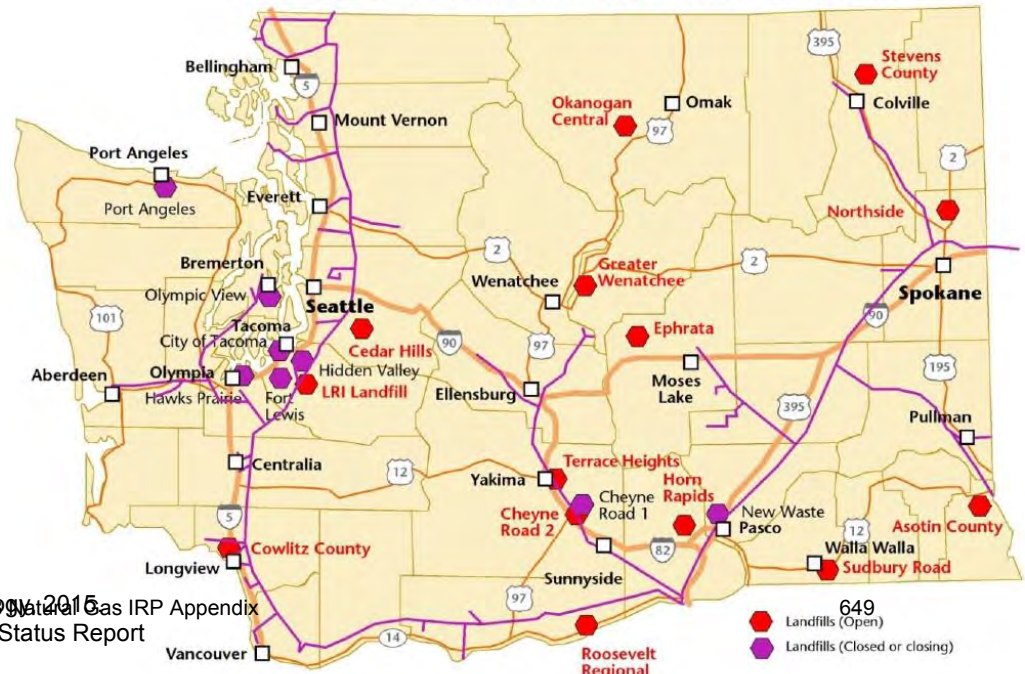 395
Stevens
County
Bellingham
5
Colville
Okanogan
Central
Omak
97
Mount Vernon
Port Angeles
Port Angeles
2
Everett
Northside
2
2
Bremerton
Olympic View
Wenatchee
Greater
Wenatchee
Spokane
Seattle
101
Tacoma
City of Tacoma
90
Ephrata
90
97
Cedar Hills
Hidden Valley
Aberdeen
Olympia
Hawks Prairie
Fort
Lewis
LRI Landfill
Ellensburg
Moses
Lake
195
395
Pullman
Centralia
12
Yakima
Terrace Heights
Horn
Rapids
Cheyne
Road 1
Cheyne
Road 2
New Waste
Pasco
12
Asotin County
5
Cowlitz County
82
Walla Walla
Sudbury Road
Longview
Sunnyside
97
2015.
Natural Gas IRP Appendix
649
Status Report
Landfills (Open)
14
Landfills (Closed or closing)
Vancouver
Roosevelt
Regional